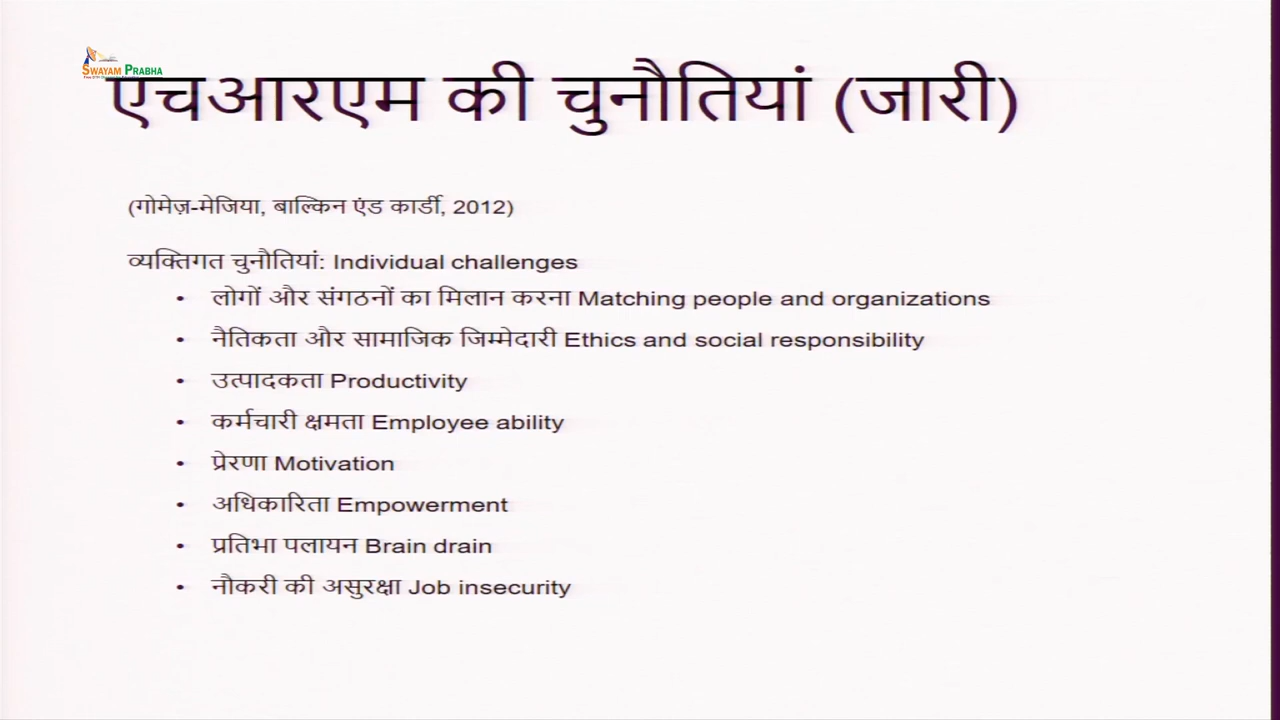 SWAYAM PRABHA
एचआरएम की चुनौतियां (जारी)
(गोमेज़-मेजिया, बाल्किन एंड कार्डी, 2012)
व्यक्तिगत चुनौतियां: Individual challenges
• लोगों और संगठनों का मिलान करना Matching people and organizations
• नैतिकता और सामाजिक जिम्मेदारी Ethics and social responsibility
• उत्पादकता Productivity
• कर्मचारी क्षमता Employee ability
• प्रेरणा Motivation
• अधिकारिता Empowerment
• प्रतिभा पलायन Brain drain
• नौकरी की असुरक्षा Job insecurity